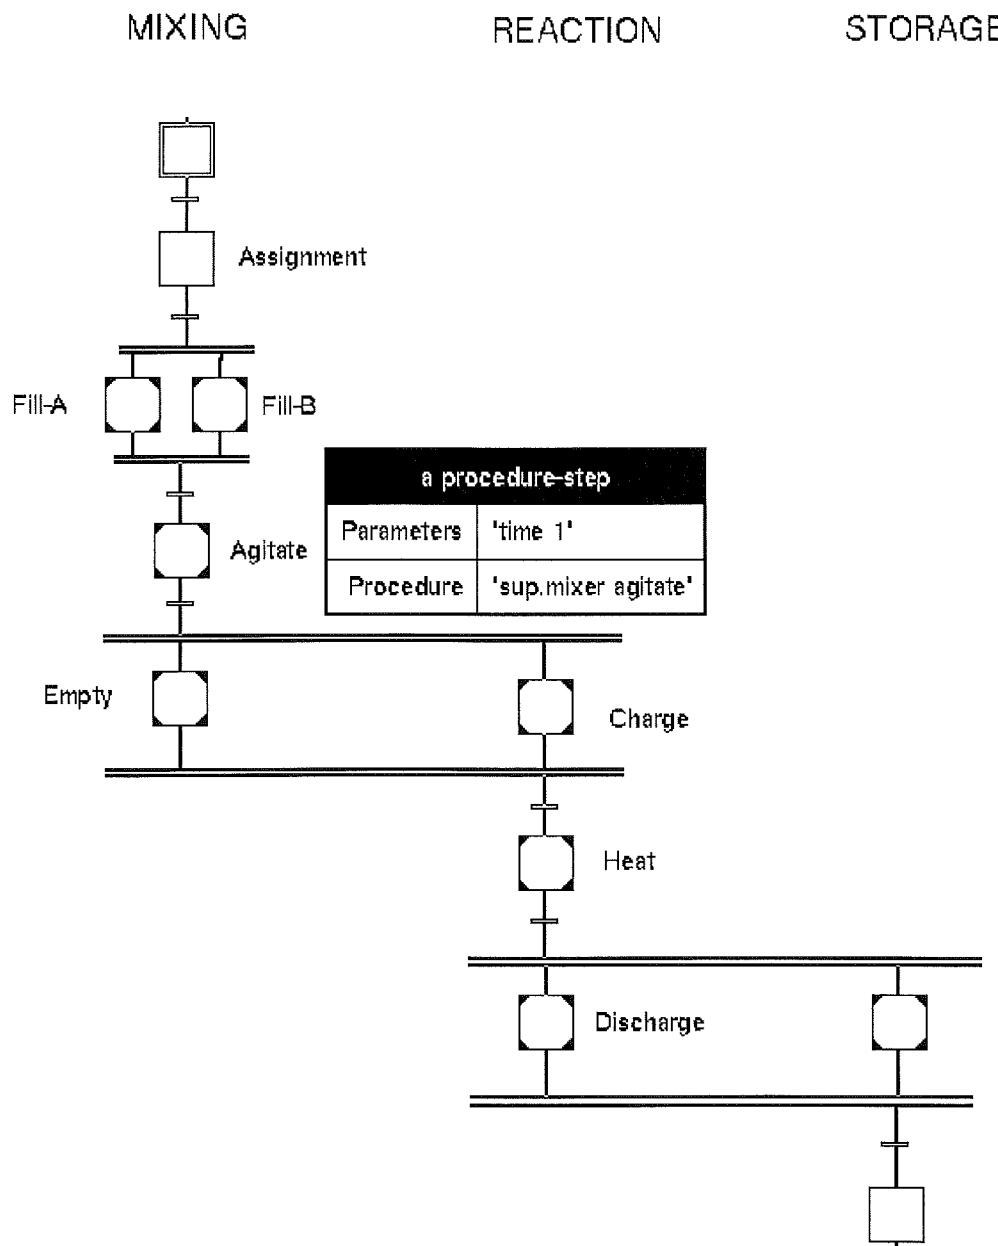 MIXING
REACTION
STORAGE
Assignment
Fill-A
Fill-B
a procedure-step
Parameters
'time 1'
Agitate
Procedure
'sup.mixer agitate'
Empty
Charge
Heat
Discharge